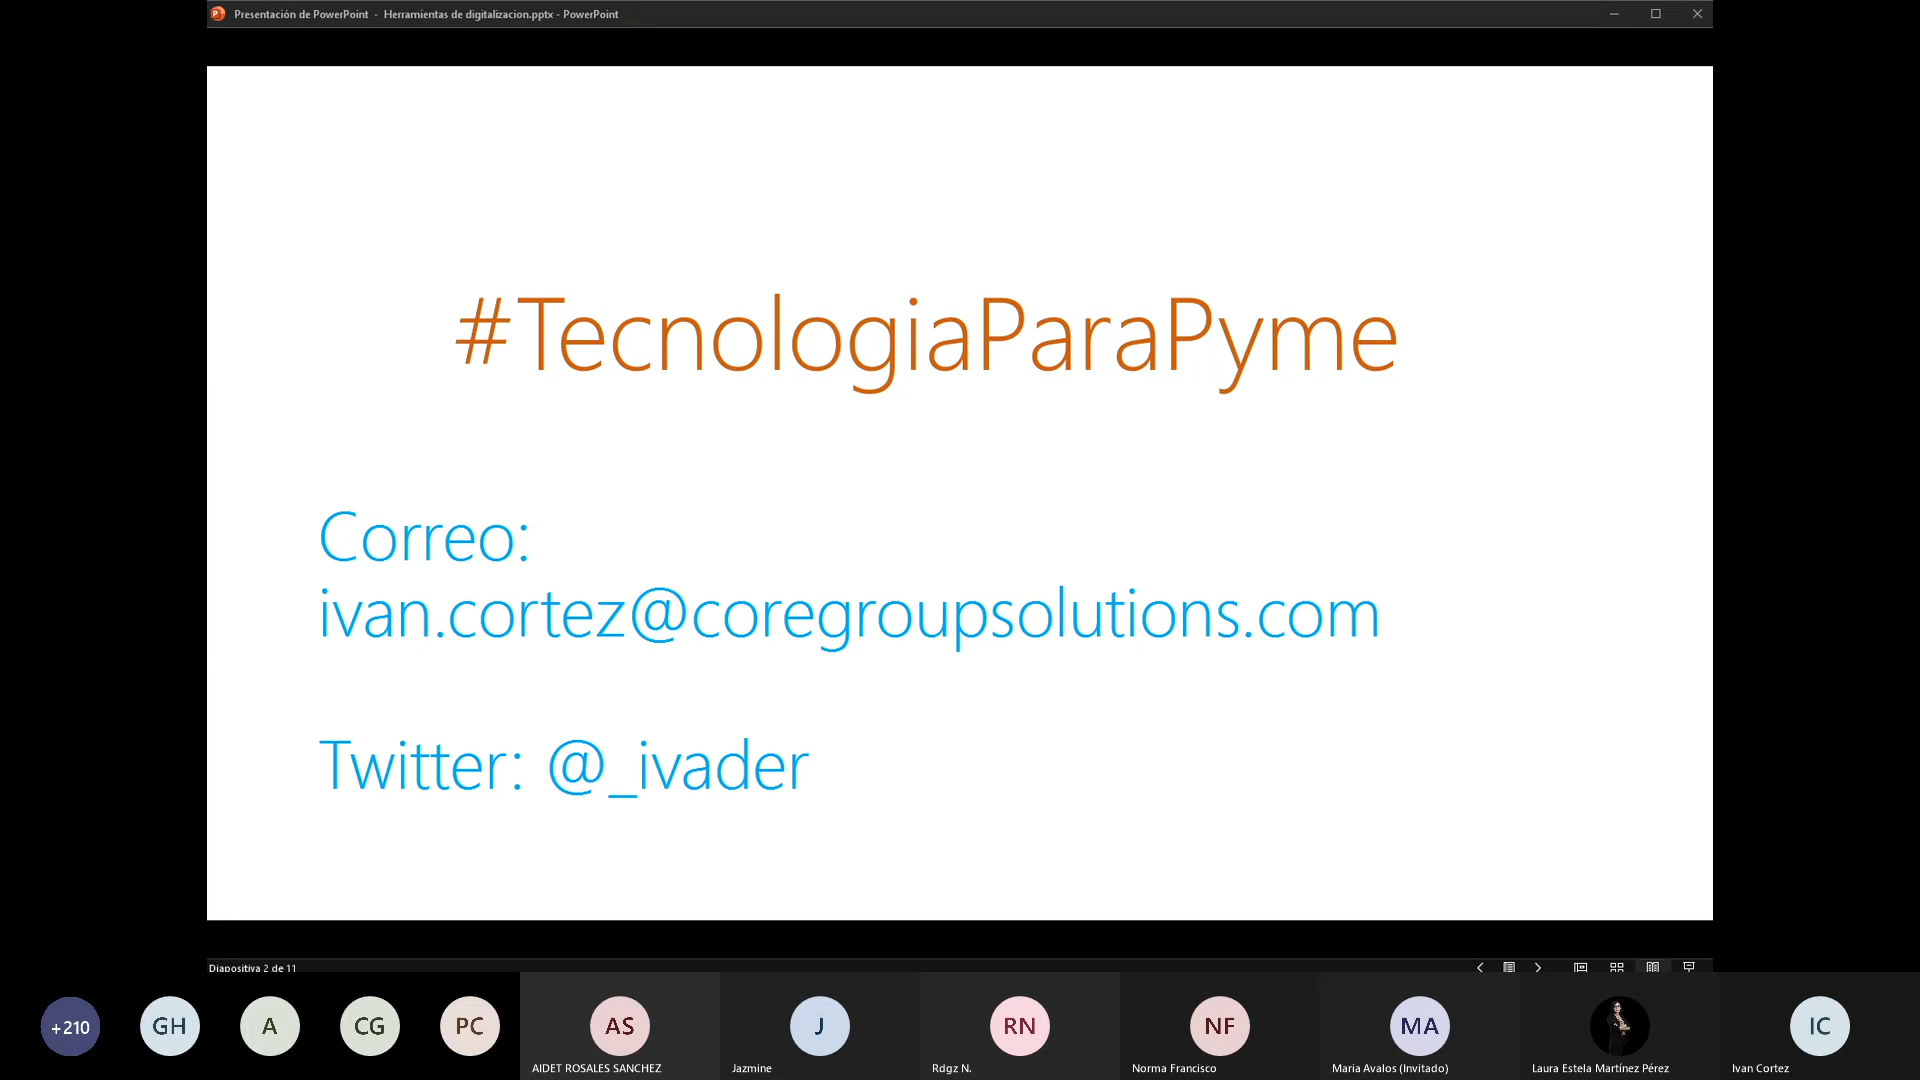 Presentación de PowerPoint - Herramientas de digitalizacion.pptx - PowerPoint
#TecnologiaParaPyme
Correo:
ivan.cortez@coregroupsolutions.com
Twitter: @_ivader
Diapositiva 2 de 11
+210
GH
A
CG
PC
AS
J
RN
NF
MA
IC
AIDET ROSALES SANCHEZ
Jazmine
Rdgz N.
Norma Francisco
Maria Avalos (Invitado)
Laura Estela Martínez Pérez
Ivan Cortez